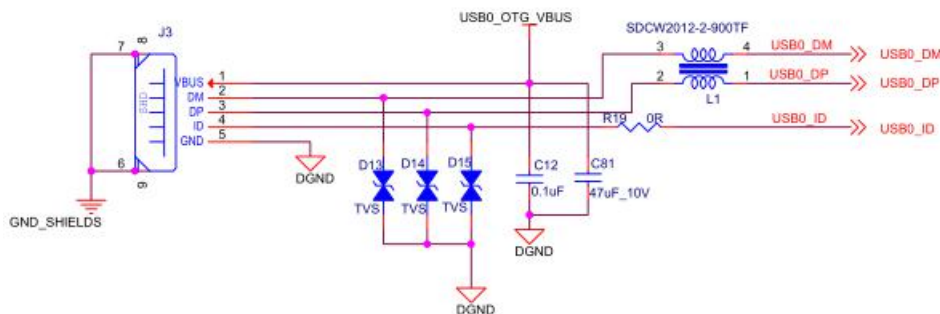 USB0_OTG_VBUS
SDCW2012-2-900TF
J3
8
7
3
4
USB0_DM
USB0_DM
VBUS
1
2
1
USB0_DP
USB0_DP
DM
2
SHD
DP
3
L1
ID
4
R19
0R
USB0_ID
USB0_ID
GND
5
6
9
DGND
D13
D14
D15
C12
C81
0.1uF
47uF_10V
TVS
TVS
TVS
GND_SHIELDS
DGND
DGND